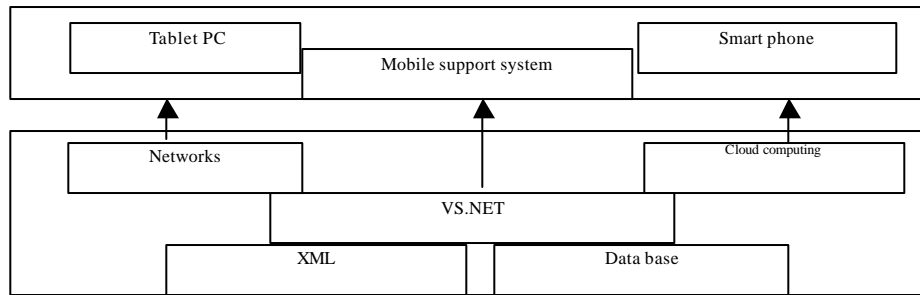 Tablet PC
Smart phone
Mobile support system
Networks
Cloud computing
VS.NET
XML
Data base